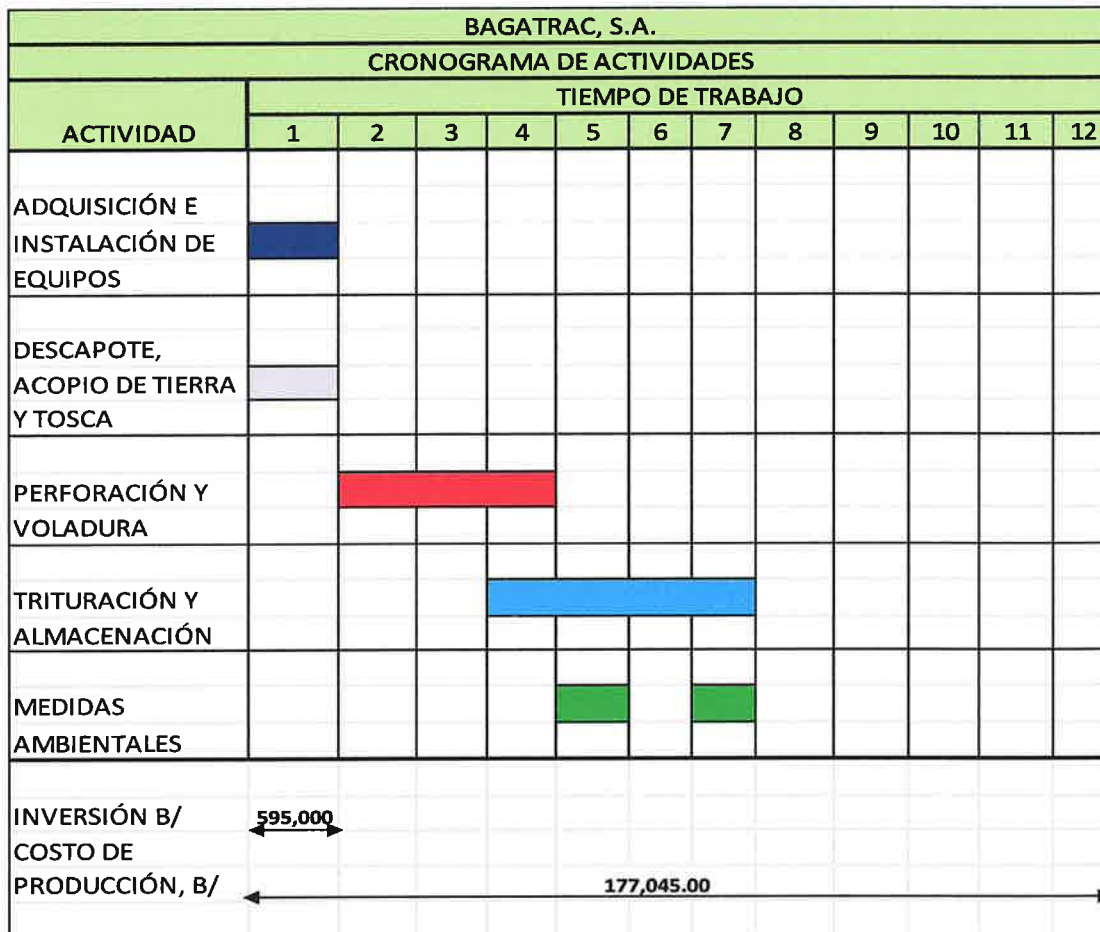 BAGATRAC, S.A.
CRONOGRAMA DE ACTIVIDADES
TIEMPO DE TRABAJO
ACTIVIDAD 1 2 3 4 5 6 7 8 9 10 11 12
ADQUISICIÓN E
INSTALACIÓN DE
EQUIPOS
DESCAPOTE,
ACOPIO DE TIERRA
Y TOSCA
PERFORACIÓN Y
VOLADURA
TRITURACIÓN Y
ALMACENACIÓN
MEDIDAS
AMBIENTALES
INVERSIÓN B/ 595,000
COSTO DE
PRODUCCIÓN, B/ 177,045.00